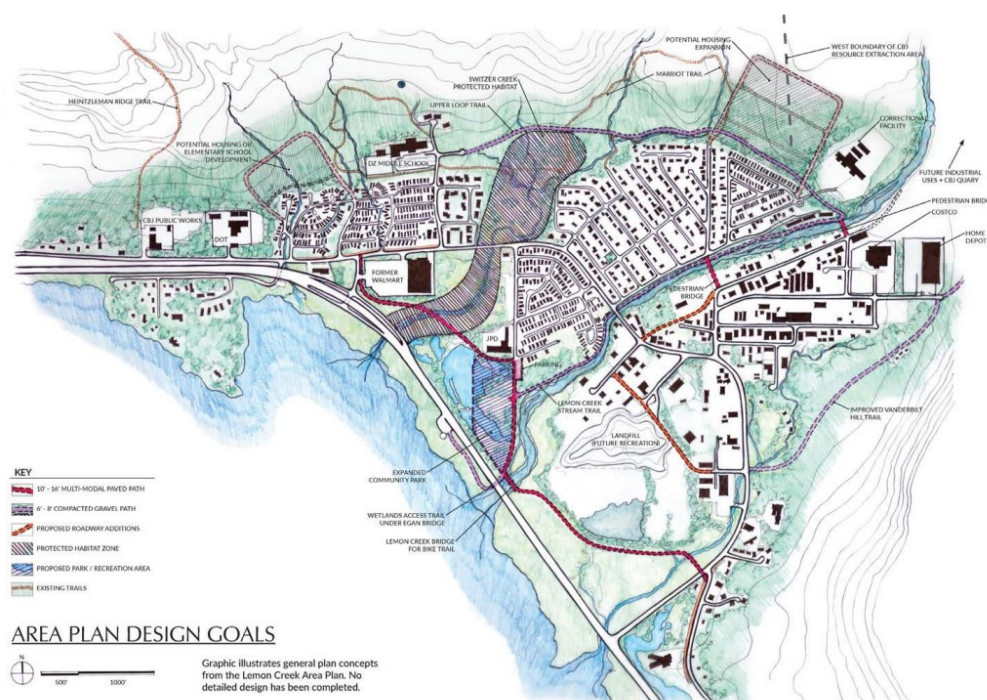 POTENTIAL HOUSING
EXPANSION
WEST BOUNDARY OF CBJ
RESOURCE EXTRACTION AREA
MARRIOT TRAIL
SWITZER CREEK
PROTECTED HABITAT
HEINTZLEMAN RIDGE TRAIL
UPPER LOOP TRAIL
CORRECTIONAL
FACILITY
POTENTIAL HOUSING OR
ELEMENTARY SCHOOL
DEVELOPMENT
DZ MIDDLE SCHOOL
FUTURE INDUSTRIAL
USES + CBJ QUARY
PEDESTRIAN BRIDG
COSTCO
CBJ PUBLIC WORKS
DOT
HOME
DEPOT
FORMER
WALMART
PEDESTRIAN
BRIDGE
JPD
PARKING
LEMON CREEK
STREAM TRAIL
IMPROVED VANDERBILT
HILL TRAIL
LANDFILL
(FUTURE RECREATION)
EXPANDED
COMMUNITY PARK
WETLANDS ACCESS TRAIL
UNDER EGAN BRIDGE
LEMON CREEK BRIDGE
FOR BIKE TRAIL
KEY
10' - 16' MULTI-MODAL PAVED PATH
6' - 8' COMPACTED GRAVEL PATH
PROPOSED ROADWAY ADDITIONS
PROTECTED HABITAT ZONE
PROPOSED PARK / RECREATION AREA
EXISTING TRAILS
AREA PLAN DESIGN GOALS
N
500'
1000'
Graphic illustrates general plan concepts
from the Lemon Creek Area Plan. No
detailed design has been completed.